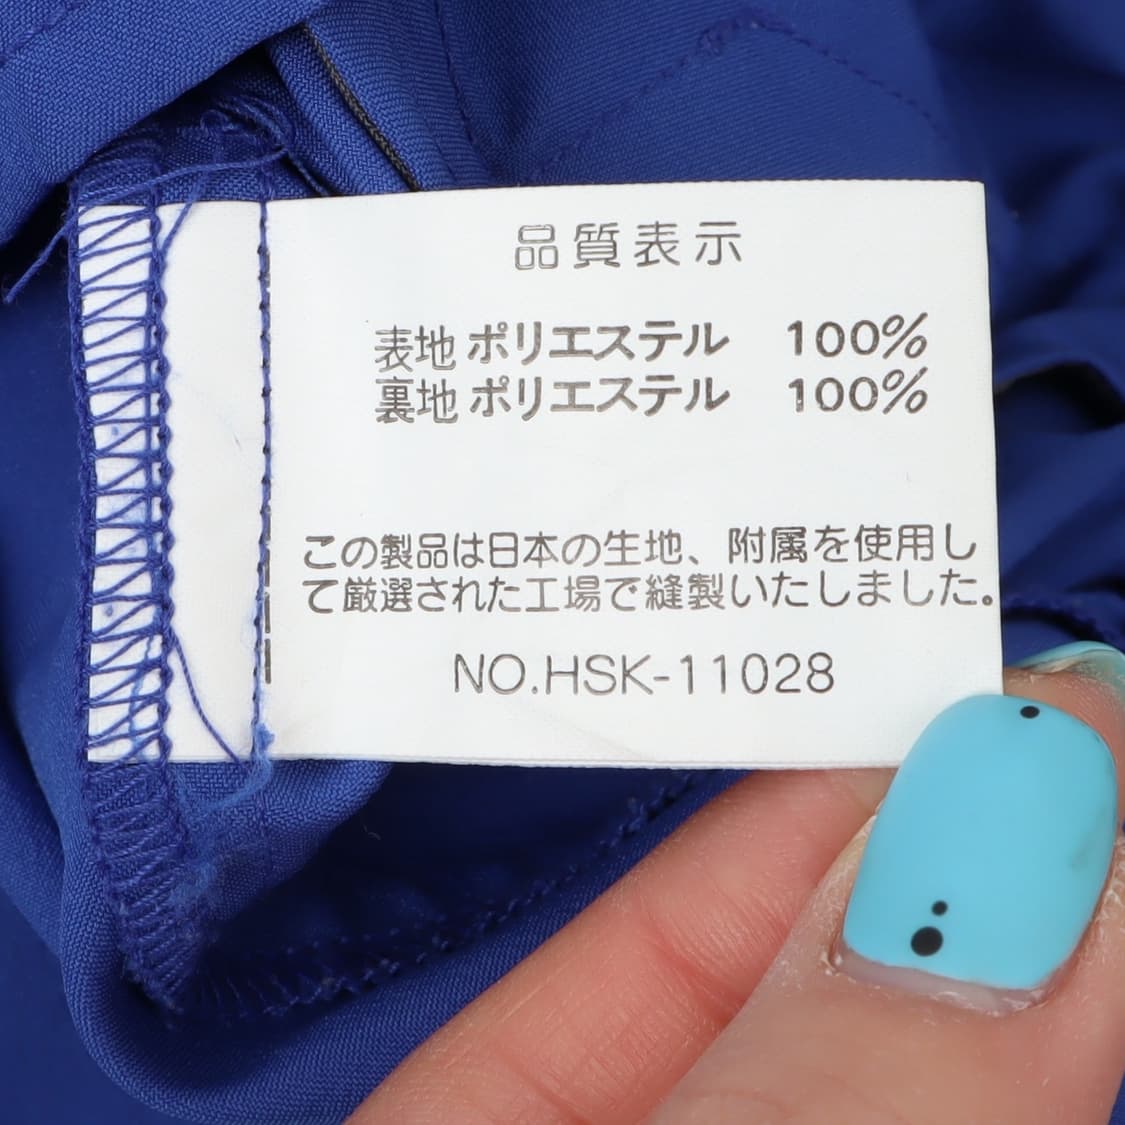 品質表示
表地 ポリエステル 100%
裏地 ポリエステル 100%
この製品は日本の生地、附属を使用し
て厳選された工場で縫製いたしました。
NO.HSK-11028